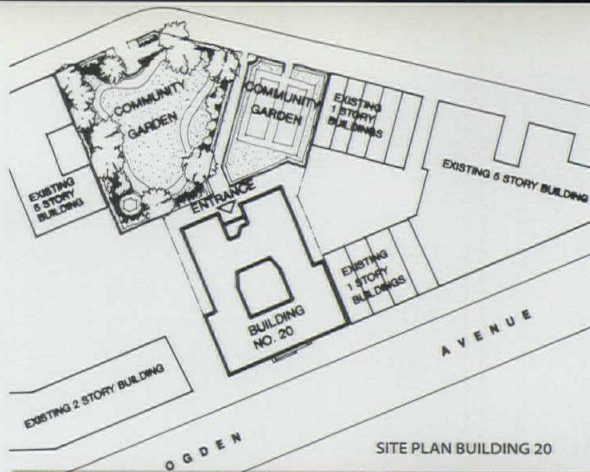 COMMUNITY
GARDEN
COMMUNITY
GARDEN
EXISTING
1 STORY
BUILDINGS
EXISTING 5 STORY BUILDING
EXISTING
5 STORY
BUILDING
ENTRANCE
EXISTING
1 STORY
BUILDINGS
BUILDING
NO. 20
EXISTING 2 STORY BUILDING
OGDEN AVENUE
SITE PLAN BUILDING 20